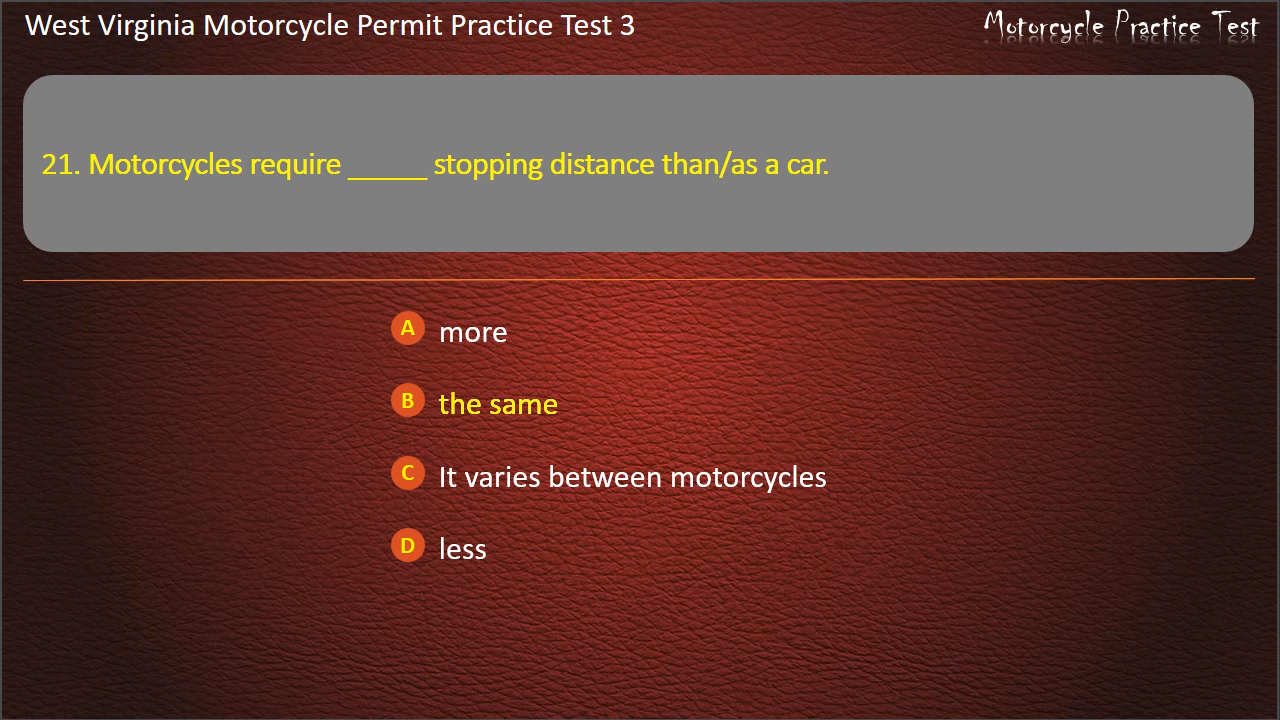 West Virginia Motorcycle Permit Practice Test 3
Motorcycle Practice Test
21. Motorcycles require _____ stopping distance than/as a car.
A more
B the same
C It varies between motorcycles
D less